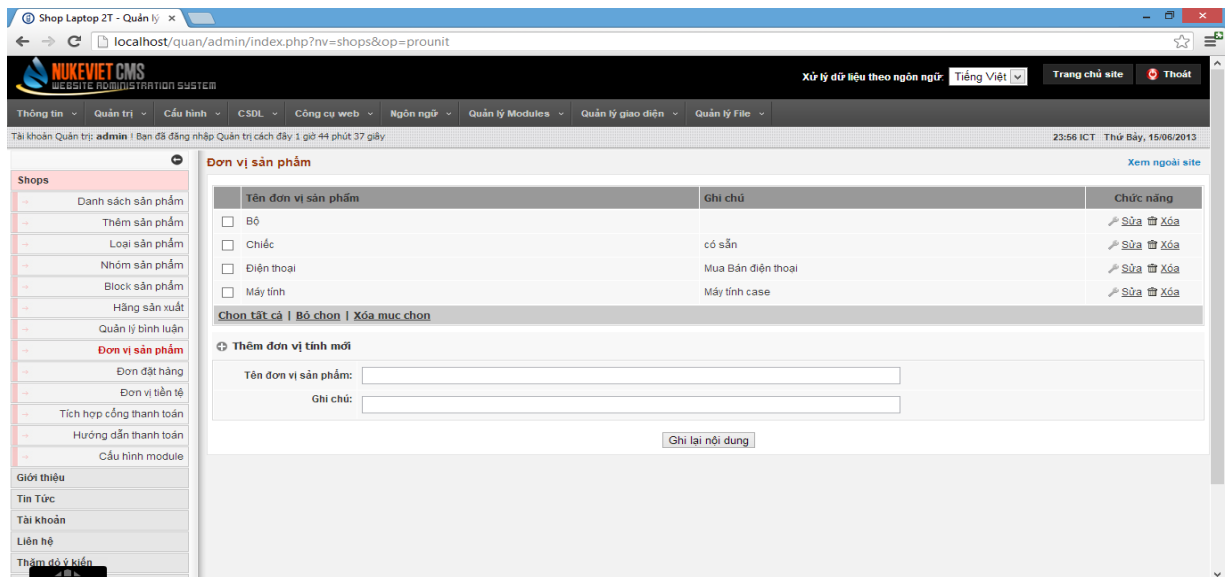 Shop Laptop 2T - Quản lý
localhost/quan/admin/index.php?nv=shops&op=prounit
NUKEVIET CMS
WEBSITE ADMINISTRATION SYSTEM
Xử lý dữ liệu theo ngôn ngữ: Tiếng Việt Trang chủ site Thoát
Thông tin Quản trị Cấu hình CSDL Công cụ web Ngôn ngữ Quản lý Modules Quản lý giao diện Quản lý File
Tài khoản Quản trị: admin ! Bạn đã đăng nhập Quản trị cách đây 1 giờ 44 phút 37 giây 23:56 ICT Thứ Bảy, 15/06/2013
Shops
Danh sách sản phẩm
Thêm sản phẩm
Loại sản phẩm
Nhóm sản phẩm
Block sản phẩm
Hãng sản xuất
Quản lý bình luận
Đơn vị sản phẩm
Đơn đặt hàng
Đơn vị tiền tệ
Tích hợp cổng thanh toán
Hướng dẫn thanh toán
Cấu hình module
Giới thiệu
Tin Tức
Tài khoản
Liên hệ
Thăm dò ý kiến
Đơn vị sản phẩm Xem ngoài site
Tên đơn vị sản phẩm Ghi chú Chức năng
Bộ Sửa Xóa
Chiếc có sẵn Sửa Xóa
Điện thoại Mua Bán điện thoại Sửa Xóa
Máy tính Máy tính case Sửa Xóa
Chọn tất cả | Bỏ chọn | Xóa mục chọn
Thêm đơn vị tính mới
Tên đơn vị sản phẩm:
Ghi chú:
Ghi lại nội dung